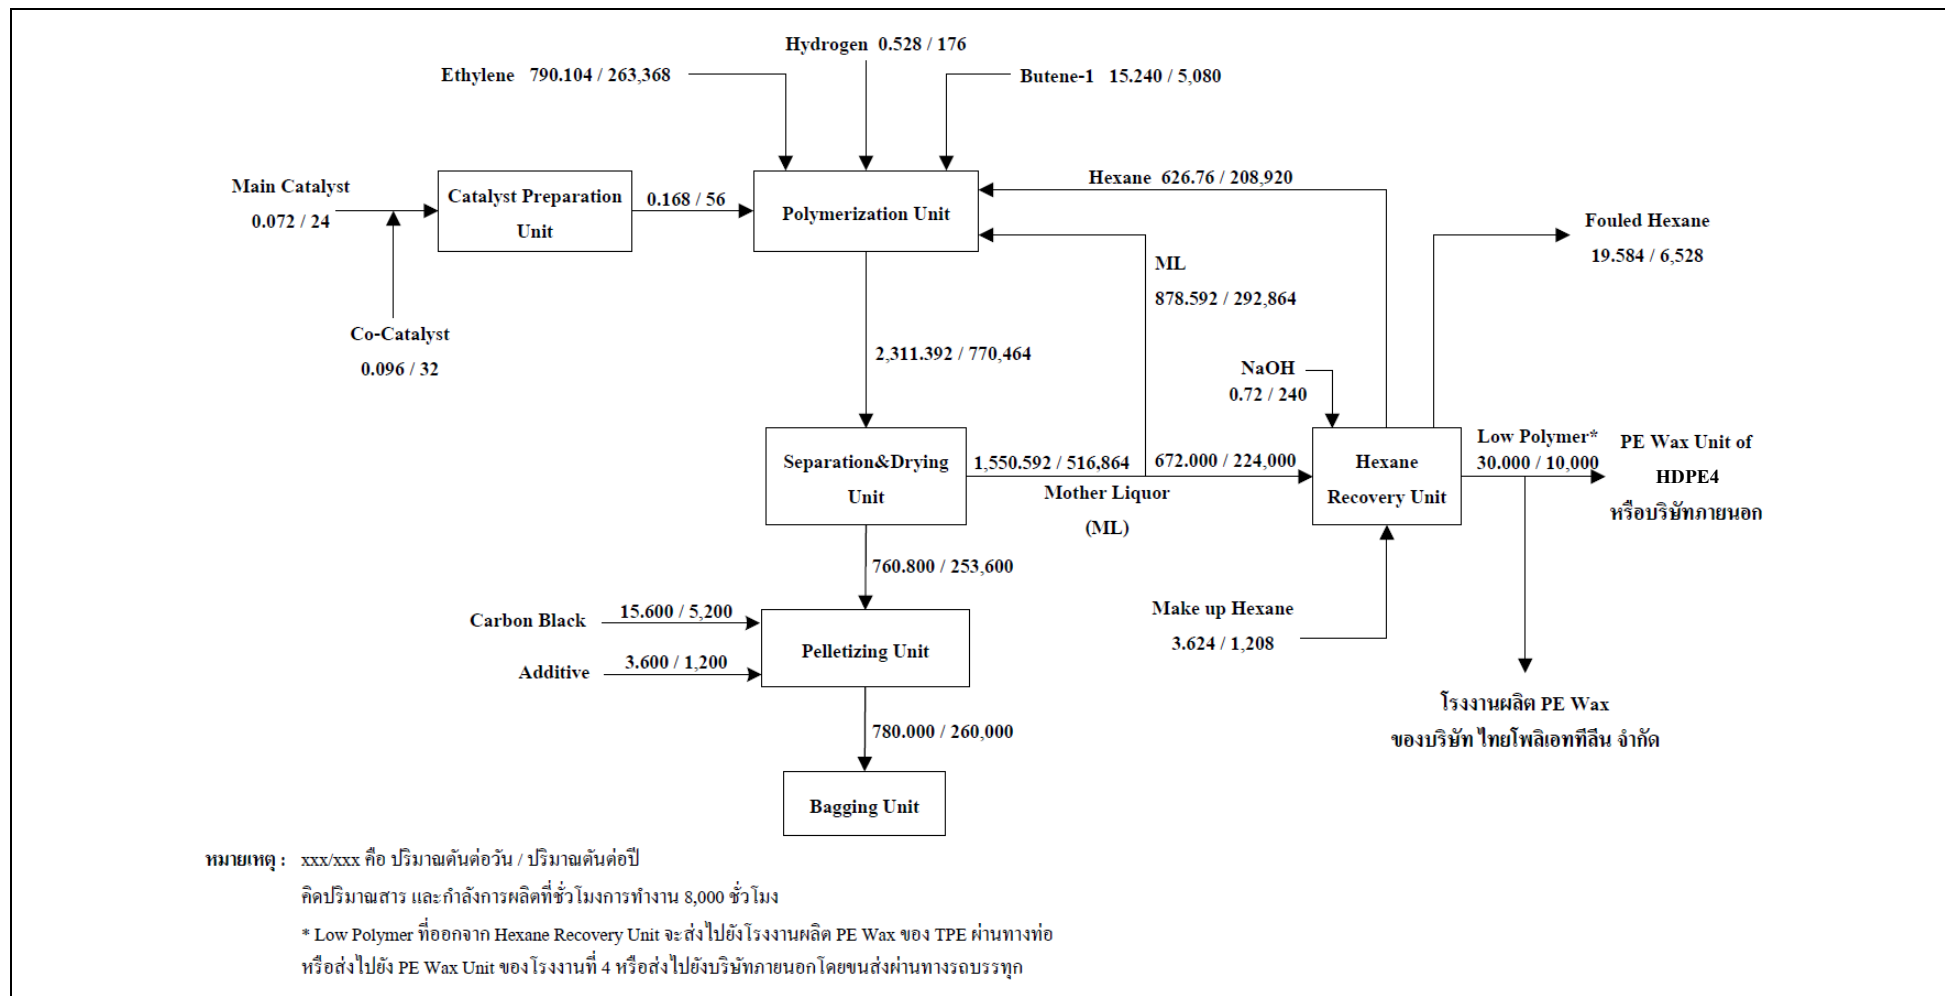 Hydrogen 0.528 / 176
Ethylene 790.104 / 263,368
Butene-1 15.240 / 5,080
Main Catalyst
0.072 / 24
Catalyst Preparation
Unit
0.168 / 56
Polymerization Unit
Hexane 626.76 / 208,920
Fouled Hexane
19.584 / 6,528
ML
878.592 / 292,864
Co-Catalyst
0.096 / 32
2,311.392 / 770,464
NaOH
0.72 / 240
Separation&Drying
Unit
1,550.592 / 516,864
Mother Liquor
(ML)
672.000 / 224,000
Hexane
Recovery Unit
Low Polymer*
30.000 / 10,000
PE Wax Unit of
HDPE4
หรือบริษัทภายนอก
760.800 / 253,600
Carbon Black
15.600 / 5,200
Additive
3.600 / 1,200
Pelletizing Unit
Make up Hexane
3.624 / 1,208
โรงงานผลิต PE Wax
ของบริษัท ไทยโพลิเอททีลีน จำกัด
780.000 / 260,000
Bagging Unit
หมายเหตุ : xxx/xxx คือ ปริมาณตันต่อวัน / ปริมาณตันต่อปี
คิดปริมาณสาร และกำลังการผลิตที่ชั่วโมงการทำงาน 8,000 ชั่วโมง
* Low Polymer ที่ออกจาก Hexane Recovery Unit จะส่งไปยังโรงงานผลิต PE Wax ของ TPE ผ่านทางท่อ
หรือส่งไปยัง PE Wax Unit ของโรงงานที่ 4 หรือส่งไปยังบริษัทภายนอกโดยขนส่งผ่านทางรถบรรทุก